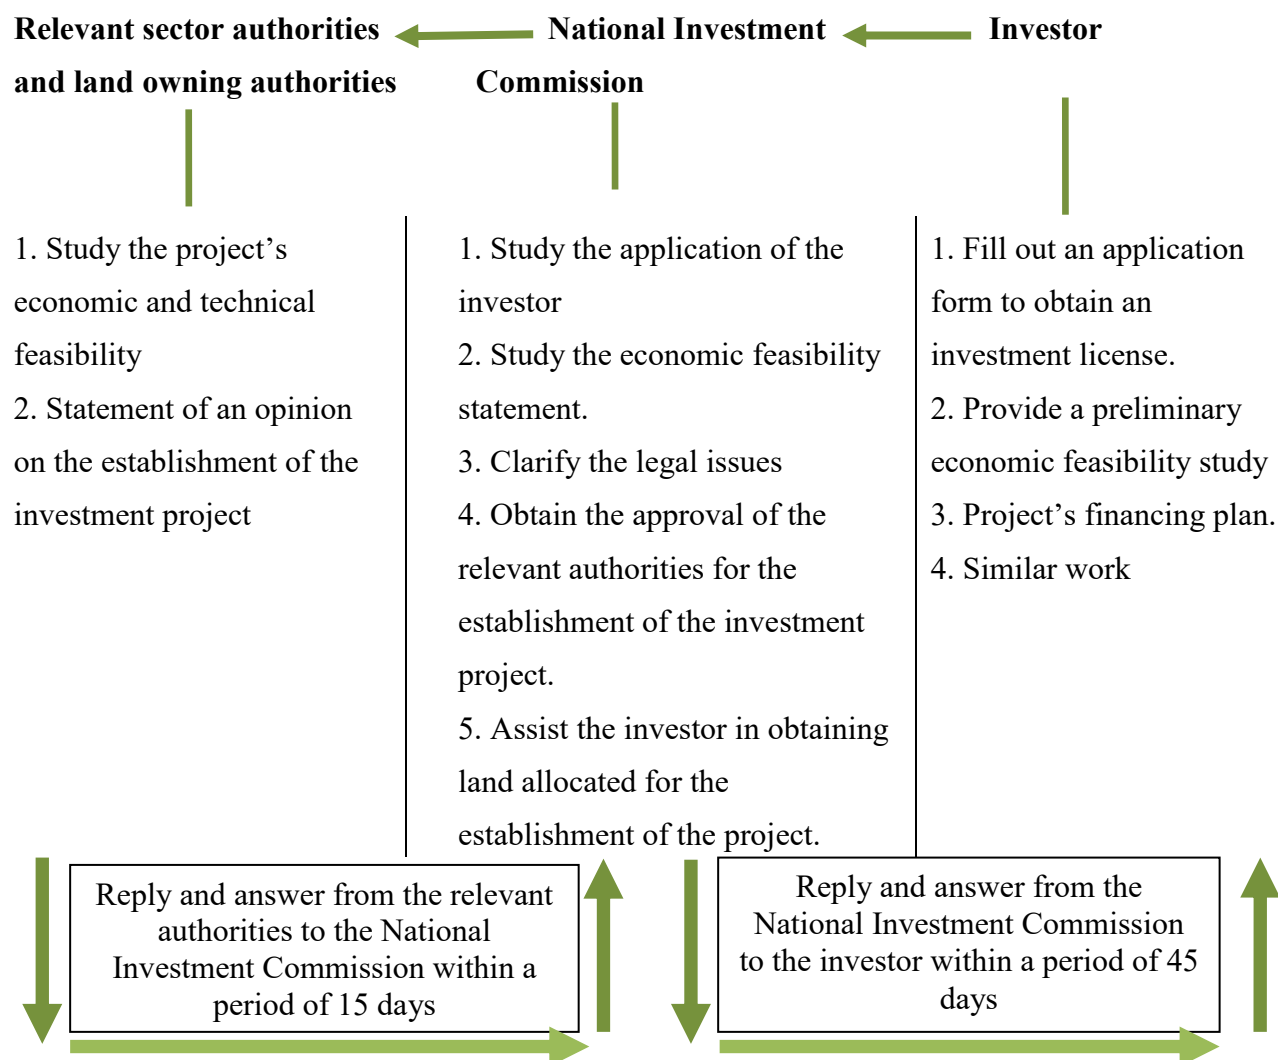 Relevant sector authorities
and land owning authorities
National Investment
Commission
Investor
1. Study the project’s
economic and technical
feasibility
2. Statement of an opinion
on the establishment of the
investment project
1. Study the application of the
investor
2. Study the economic feasibility
statement.
3. Clarify the legal issues
4. Obtain the approval of the
relevant authorities for the
establishment of the investment
project.
5. Assist the investor in obtaining
land allocated for the
establishment of the project.
1. Fill out an application
form to obtain an
investment license.
2. Provide a preliminary
economic feasibility study
3. Project’s financing plan.
4. Similar work
Reply and answer from the relevant
authorities to the National
Investment Commission within a
period of 15 days
Reply and answer from the
National Investment Commission
to the investor within a period of 45
days